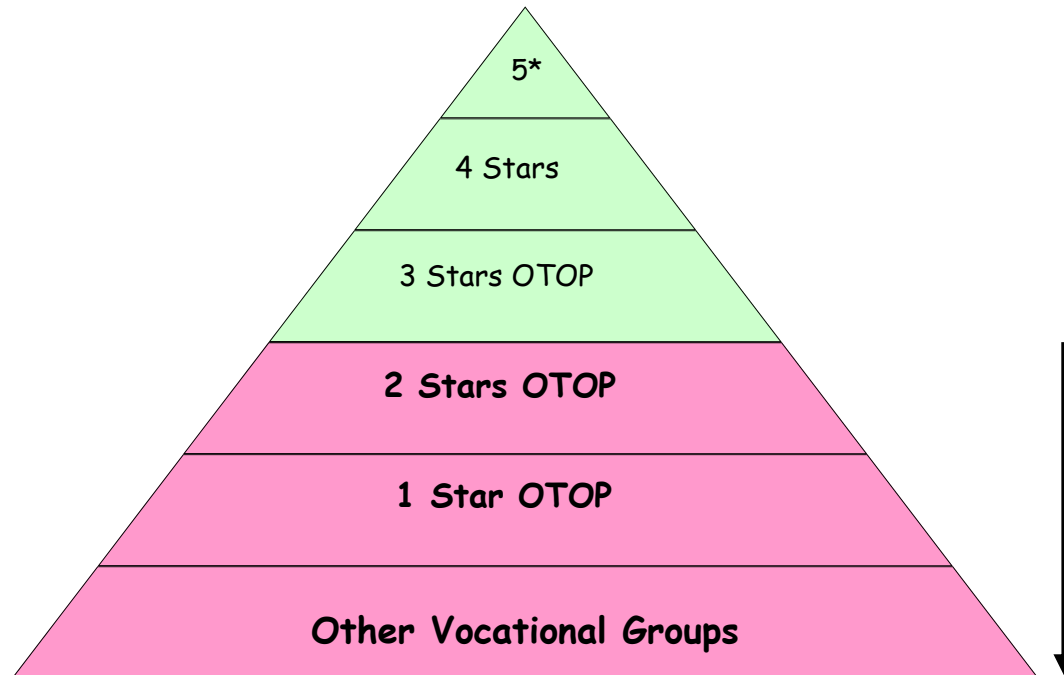 5*
4 Stars
3 Stars OTOP
2 Stars OTOP
1 Star OTOP
Other Vocational Groups